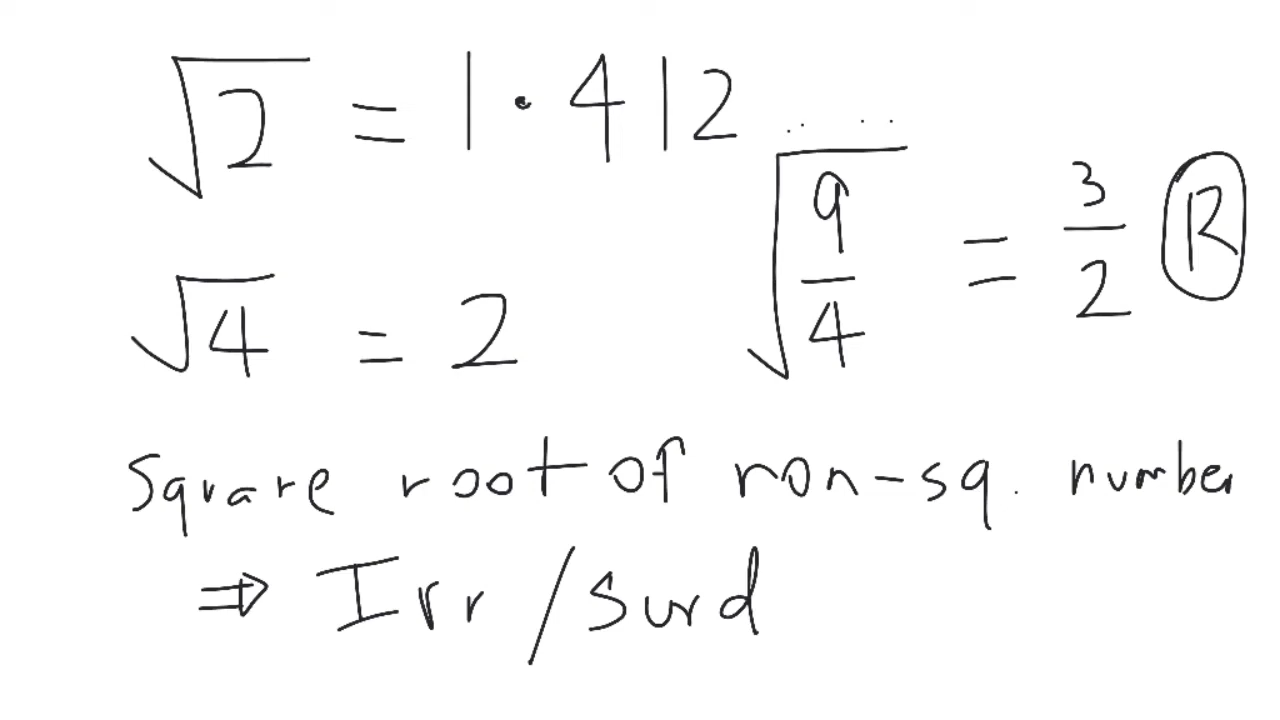 √2 = 1.412 .. ..
√(9/4) = 3/2 R
√4 = 2
Square root of non-sq. number
⇒ Irr/Surd